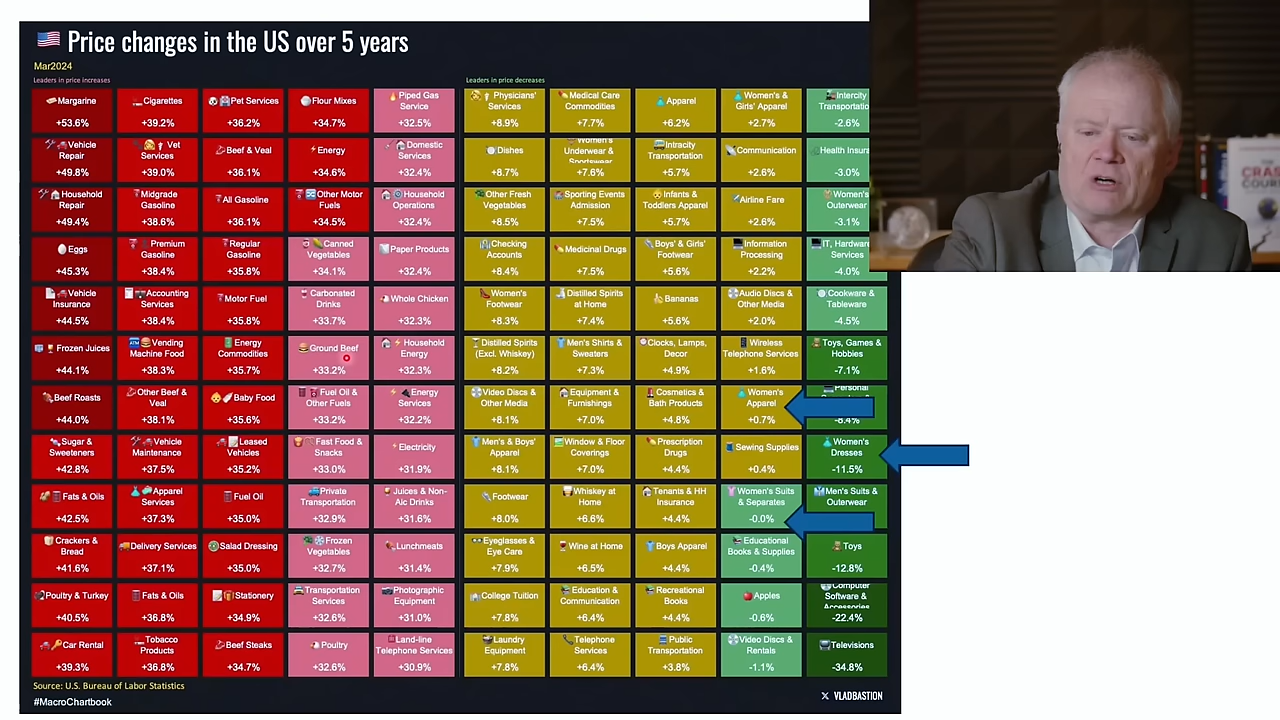 Price changes in the US over 5 years
Mar2024
Leaders in price increases
Leaders in price decreases
Margarine
+53.6%
Cigarettes
+39.2%
Pet Services
+36.2%
Flour Mixes
+34.7%
Piped Gas
Service
+32.5%
Physicians'
Services
+8.9%
Medical Care
Commodities
+7.7%
Apparel
+6.2%
Women's &
Girls' Apparel
+2.7%
Intercity
-2.6%
Vehicle
Repair
+49.8%
Vet
Services
+39.0%
Beef & Veal
+36.1%
Energy
+34.6%
Domestic
Services
+32.4%
Dishes
+8.7%
Women's
Underwear &
Sportswear
+7.6%
Intracity
Transportation
+5.7%
Communication
+2.6%
Health
-3.0%
Household
Repair
+49.4%
Midgrade
Gasoline
+38.6%
All Gasoline
+36.1%
Other Motor
Fuels
+34.5%
Household
Operations
+32.4%
Other Fresh
Vegetables
+8.5%
Sporting Events
Admission
+7.5%
Infants &
Toddlers Apparel
+5.7%
Airline Fare
+2.6%
Women's
Outerwear
-3.1%
Eggs
+45.3%
Premium
Gasoline
+38.4%
Regular
Gasoline
+35.8%
Canned
Vegetables
+34.1%
Paper Products
+32.4%
Checking
Accounts
+8.4%
Medicinal Drugs
+7.5%
Boys' & Girls'
Footwear
+5.6%
Information
Processing
+2.2%
IT, Hardware
Services
-4.0%
Vehicle
Insurance
+44.5%
Accounting
Services
+38.4%
Motor Fuel
+35.8%
Carbonated
Drinks
+33.7%
Whole Chicken
+32.3%
Women's
Footwear
+8.3%
Distilled Spirits
at Home
+7.4%
Bananas
+5.6%
Audio Discs &
Other Media
+2.0%
Cookware &
Tableware
-4.5%
Frozen Juices
+44.1%
Vending
Machine Food
+38.3%
Energy
Commodities
+35.7%
Ground Beef
+33.2%
Household
Energy
+32.3%
Distilled Spirits
(Excl. Whiskey)
+8.2%
Men's Shirts &
Sweaters
+7.3%
Clocks, Lamps,
Decor
+4.9%
Wireless
Telephone Services
+1.6%
Toys, Games &
Hobbies
-7.1%
Beef Roasts
+44.0%
Other Beef &
Veal
+38.1%
Baby Food
+35.6%
Fuel Oil &
Other Fuels
+33.2%
Energy
Services
+32.2%
Video Discs &
Other Media
+8.1%
Equipment &
Furnishings
+7.0%
Cosmetics &
Bath Products
+4.8%
Women's
Apparel
+0.7%
Personal
-8.4%
Sugar &
Sweeteners
+42.8%
Vehicle
Maintenance
+37.5%
Leased
Vehicles
+35.2%
Fast Food &
Snacks
+33.0%
Electricity
+31.9%
Men's & Boys'
Apparel
+8.1%
Window & Floor
Coverings
+7.0%
Prescription
Drugs
+4.4%
Sewing Supplies
+0.4%
Women's
Dresses
-11.5%
Fats & Oils
+42.5%
Apparel
Services
+37.3%
Fuel Oil
+35.0%
Private
Transportation
+32.9%
Juices & Non-
Alc Drinks
+31.6%
Footwear
+8.0%
Whiskey at
Home
+6.6%
Tenants & HH
Insurance
+4.4%
Women's Suits
& Separates
-0.0%
Men's Suits &
Outerwear
Crackers &
Bread
+41.6%
Delivery Services
+37.1%
Salad Dressing
+35.0%
Frozen
Vegetables
+32.7%
Lunchmeats
+31.4%
Eyeglasses &
Eye Care
+7.9%
Wine at Home
+6.5%
Boys Apparel
+4.4%
Educational
Books & Supplies
-0.4%
Toys
-12.8%
Poultry & Turkey
+40.5%
Fats & Oils
+36.8%
Stationery
+34.9%
Transportation
Services
+32.6%
Photographic
Equipment
+31.0%
College Tuition
+7.8%
Education &
Communication
+6.4%
Recreational
Books
+4.4%
Apples
-0.6%
Computer
Software &
Accessories
-22.4%
Car Rental
+39.3%
Tobacco
Products
+36.8%
Beef Steaks
+34.7%
Poultry
+32.6%
Land-line
Telephone Services
+30.9%
Laundry
Equipment
+7.8%
Telephone
Services
+6.4%
Public
Transportation
+3.8%
Video Discs &
Rentals
-1.1%
Televisions
-34.8%
Source: U.S. Bureau of Labor Statistics
#MacroChartbook
X VLADBASTION
THE
CRASH
COURSE